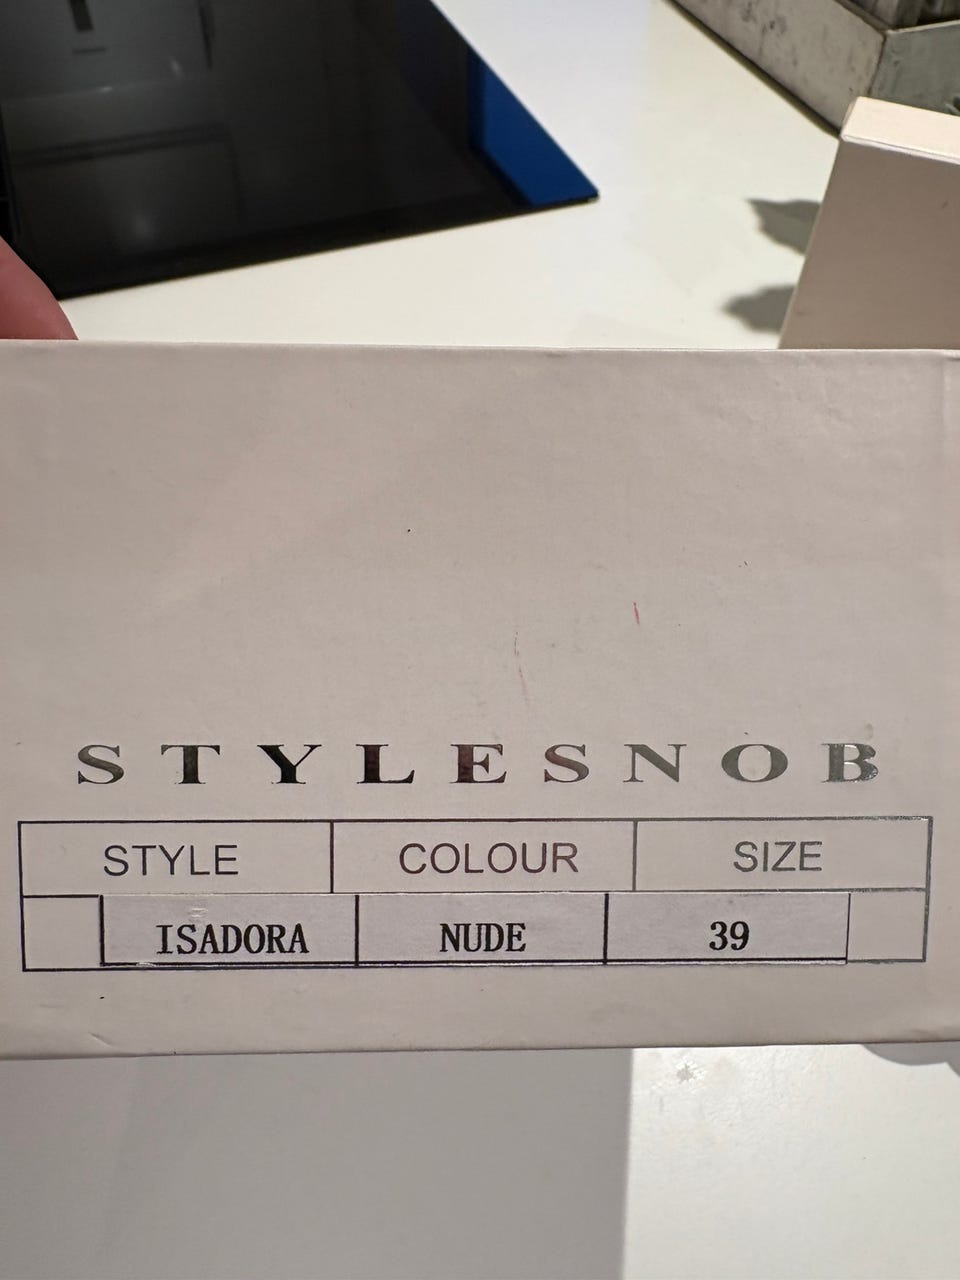 STYLESNOB
STYLE COLOUR SIZE
ISADORA NUDE 39